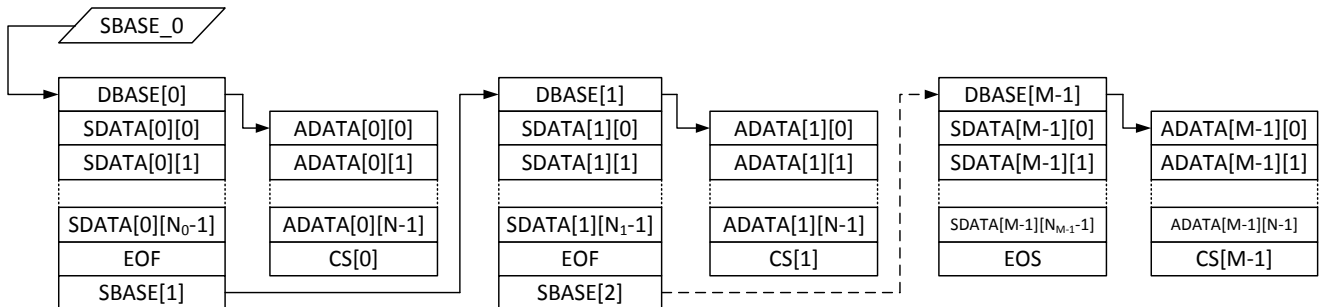 SBASE_0
DBASE[0]
SDATA[0][0]
SDATA[0][1]
SDATA[0][N₀-1]
EOF
SBASE[1]
ADATA[0][0]
ADATA[0][1]
ADATA[0][N-1]
CS[0]
DBASE[1]
SDATA[1][0]
SDATA[1][1]
SDATA[1][N₁-1]
EOF
SBASE[2]
ADATA[1][0]
ADATA[1][1]
ADATA[1][N-1]
CS[1]
DBASE[M-1]
SDATA[M-1][0]
SDATA[M-1][1]
SDATA[M-1][N_M-1-1]
EOS
ADATA[M-1][0]
ADATA[M-1][1]
ADATA[M-1][N-1]
CS[M-1]